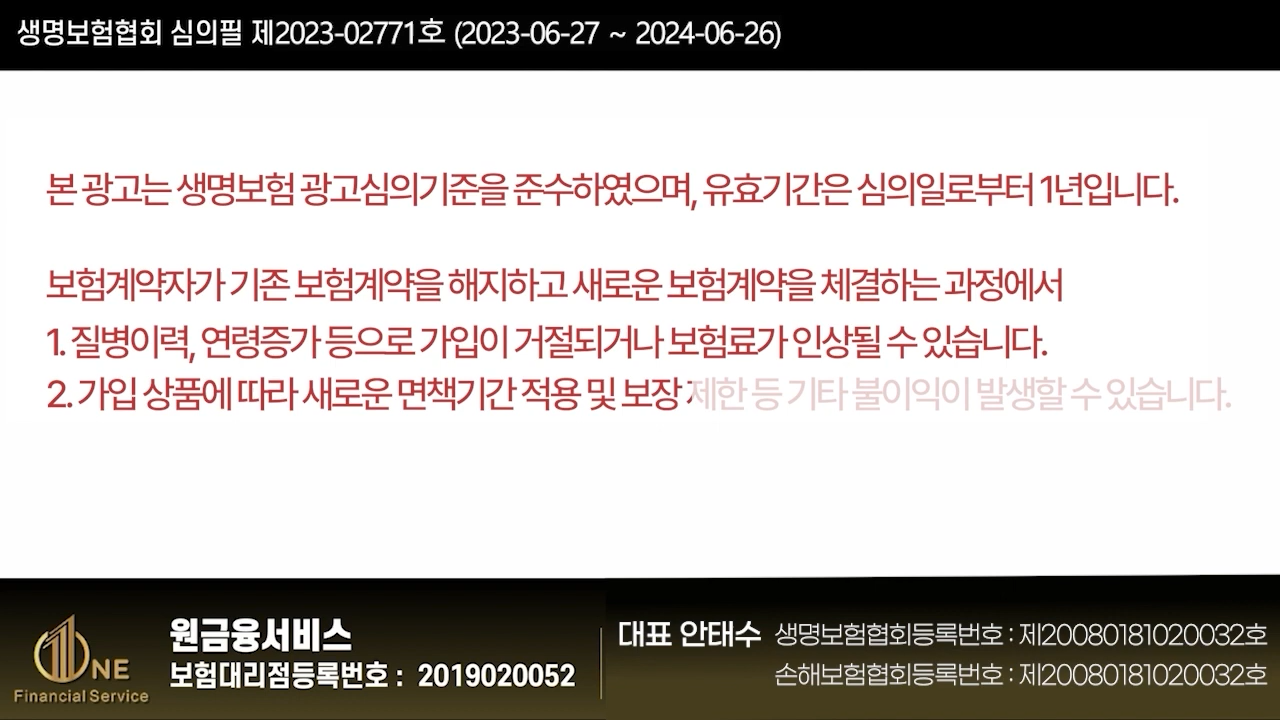 생명보험협회 심의필 제2023-02771호 (2023-06-27 ~ 2024-06-26)
본 광고는 생명보험 광고심의기준을 준수하였으며, 유효기간은 심의일로부터 1년입니다.
보험계약자가 기존 보험계약을 해지하고 새로운 보험계약을 체결하는 과정에서
1. 질병이력, 연령증가 등으로 가입이 거절되거나 보험료가 인상될 수 있습니다.
2. 가입 상품에 따라 새로운 면책기간 적용 및 보장 제한 등 기타 불이익이 발생할 수 있습니다.
ONE
Financial Service
원금융서비스
보험대리점등록번호 : 2019020052
대표 안태수 생명보험협회등록번호 : 제20080181020032호
손해보험협회등록번호 : 제20080181020032호